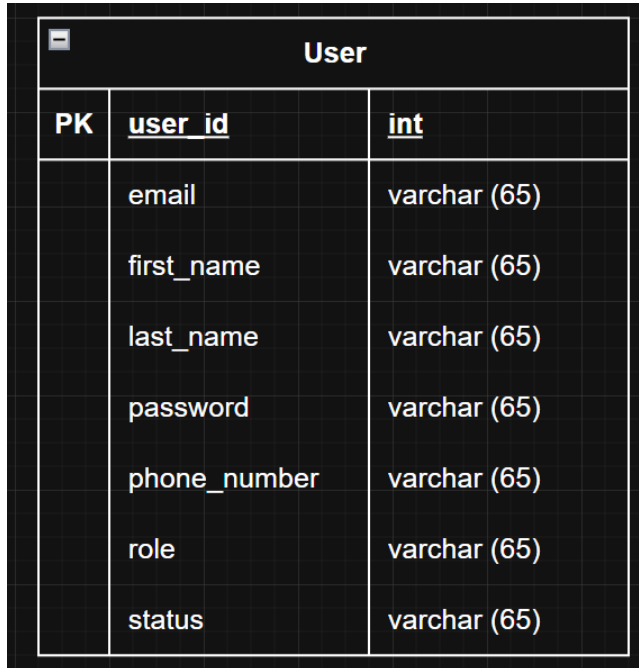 User
PK user_id int
email varchar (65)
first_name varchar (65)
last_name varchar (65)
password varchar (65)
phone_number varchar (65)
role varchar (65)
status varchar (65)